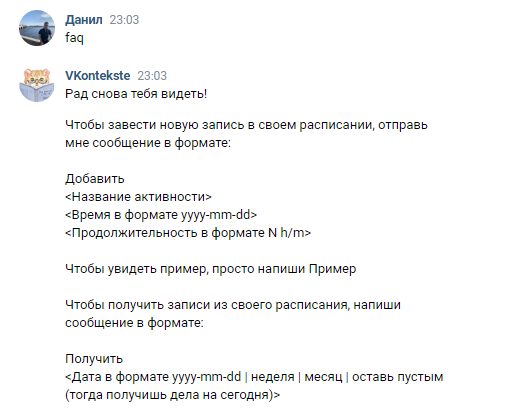 Данил 23:03
faq
VKontekste 23:03
Рад снова тебя видеть!
Чтобы завести новую запись в своем расписании, отправь
мне сообщение в формате:
Добавить
<Название активности>
<Время в формате yyyy-mm-dd>
<Продолжительность в формате N h/m>
Чтобы увидеть пример, просто напиши Пример
Чтобы получить записи из своего расписания, напиши
сообщение в формате:
Получить
<Дата в формате yyyy-mm-dd | неделя | месяц | оставь пустым
(тогда получишь дела на сегодня)>